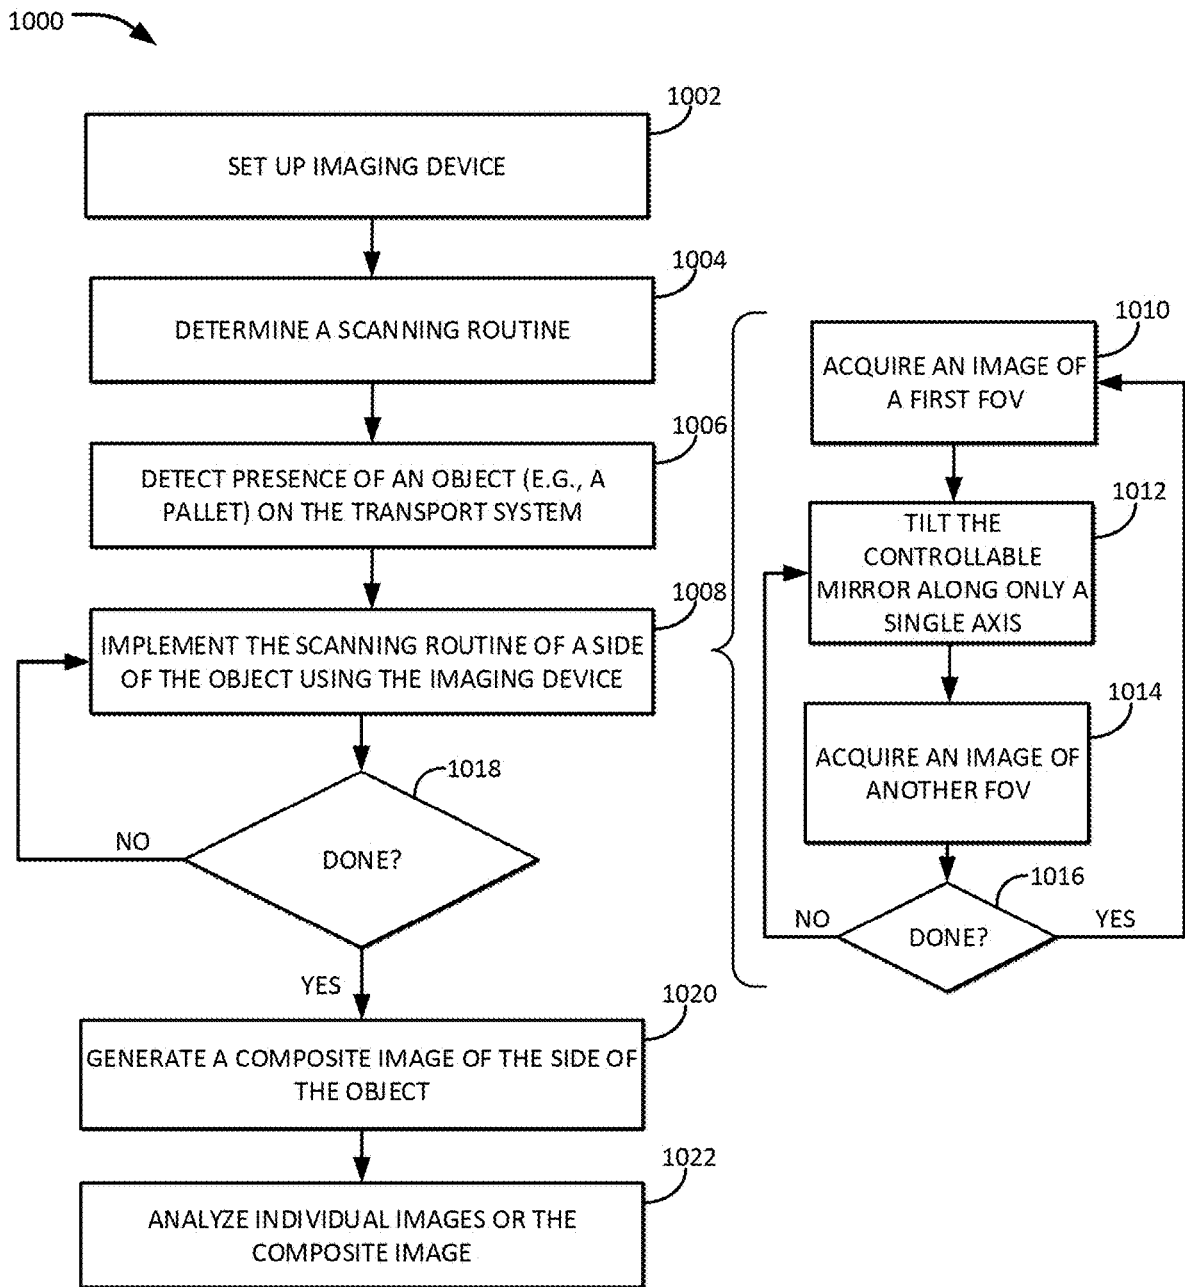 1000
1002
SET UP IMAGING DEVICE
1004
DETERMINE A SCANNING ROUTINE
1006
DETECT PRESENCE OF AN OBJECT (E.G., A
PALLET) ON THE TRANSPORT SYSTEM
1008
IMPLEMENT THE SCANNING ROUTINE OF A SIDE
OF THE OBJECT USING THE IMAGING DEVICE
1010
ACQUIRE AN IMAGE OF
A FIRST FOV
1012
TILT THE
CONTROLLABLE
MIRROR ALONG ONLY A
SINGLE AXIS
1014
ACQUIRE AN IMAGE OF
ANOTHER FOV
1016
NO
DONE?
YES
1018
NO
DONE?
YES
1020
GENERATE A COMPOSITE IMAGE OF THE SIDE OF
THE OBJECT
1022
ANALYZE INDIVIDUAL IMAGES OR THE
COMPOSITE IMAGE